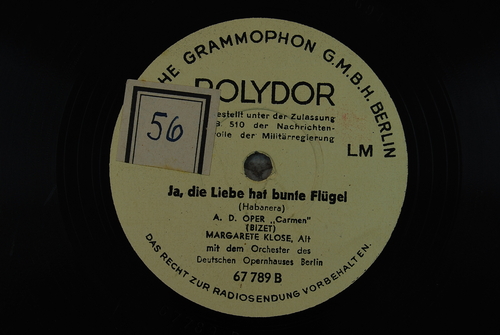 HE GRAMMOPHON G.M.B.H. BERLIN
POLYDOR
estellt unter der Zulassung
510 der Nachrichten-
olle der Militärregierung
56
LM
Ja, die Liebe hat bunte Flügel
(Habanera)
A. D. OPER „Carmen"
(BIZET)
MARGARETE KLOSE, Alt
mit dem Orchester des
Deutschen Opernhauses Berlin
67 789 B
DAS RECHT ZUR RADIOSENDUNG VORBEHALTEN.